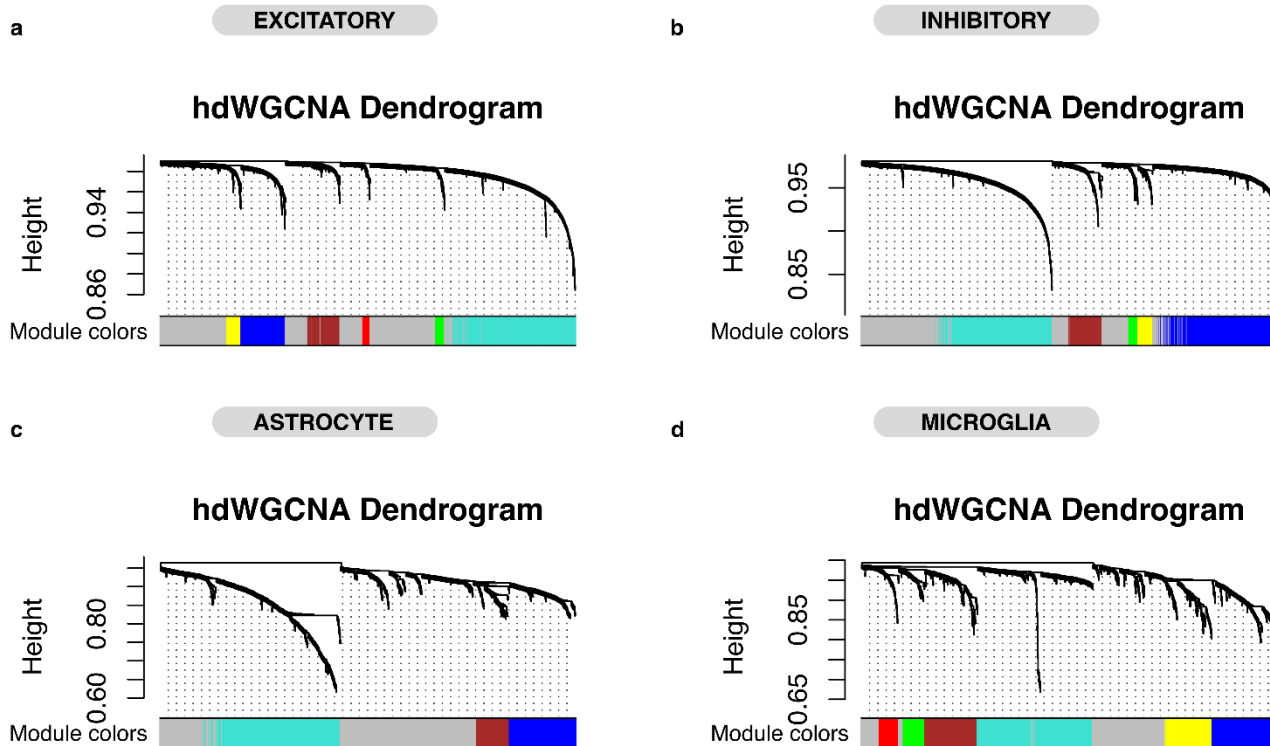 a
EXCITATORY
hdWGCNA Dendrogram
Height
0.94
0.86
Module colors
b
INHIBITORY
hdWGCNA Dendrogram
Height
0.95
0.85
Module colors
c
ASTROCYTE
hdWGCNA Dendrogram
Height
0.80
0.60
Module colors
d
MICROGLIA
hdWGCNA Dendrogram
Height
0.85
0.65
Module colors